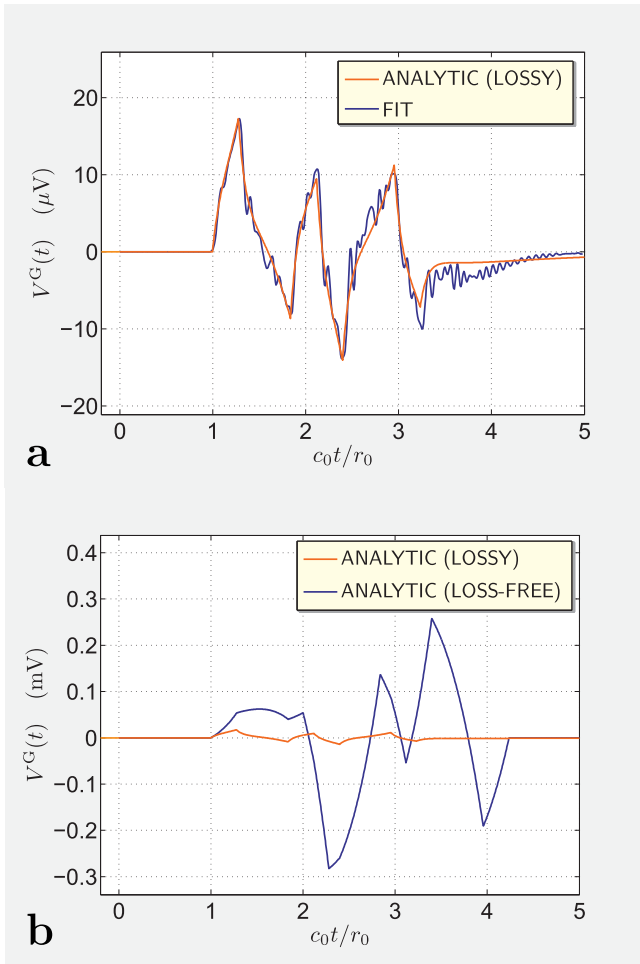 ANALYTIC (LOSSY)
FIT
20
10
0
−10
−20
V^G(t) (μV)
0 1 2 3 4 5
c₀t/r₀
a
ANALYTIC (LOSSY)
ANALYTIC (LOSS-FREE)
0.4
0.3
0.2
0.1
0
−0.1
−0.2
−0.3
V^G(t) (mV)
0 1 2 3 4 5
c₀t/r₀
b